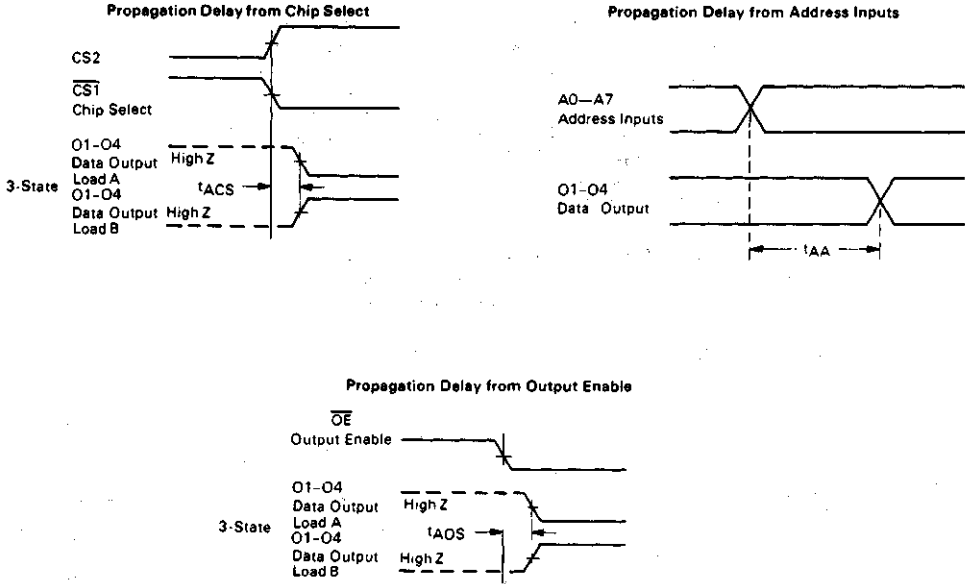 Propagation Delay from Chip Select
CS2
CS1
Chip Select
O1-O4
Data Output High Z
Load A
3-State
tACS
O1-O4
Data Output High Z
Load B
Propagation Delay from Address Inputs
A0—A7
Address Inputs
O1-O4
Data Output
tAA
Propagation Delay from Output Enable
OE
Output Enable
O1-O4
Data Output High Z
Load A
3-State
tAOS
O1-O4
Data Output High Z
Load B